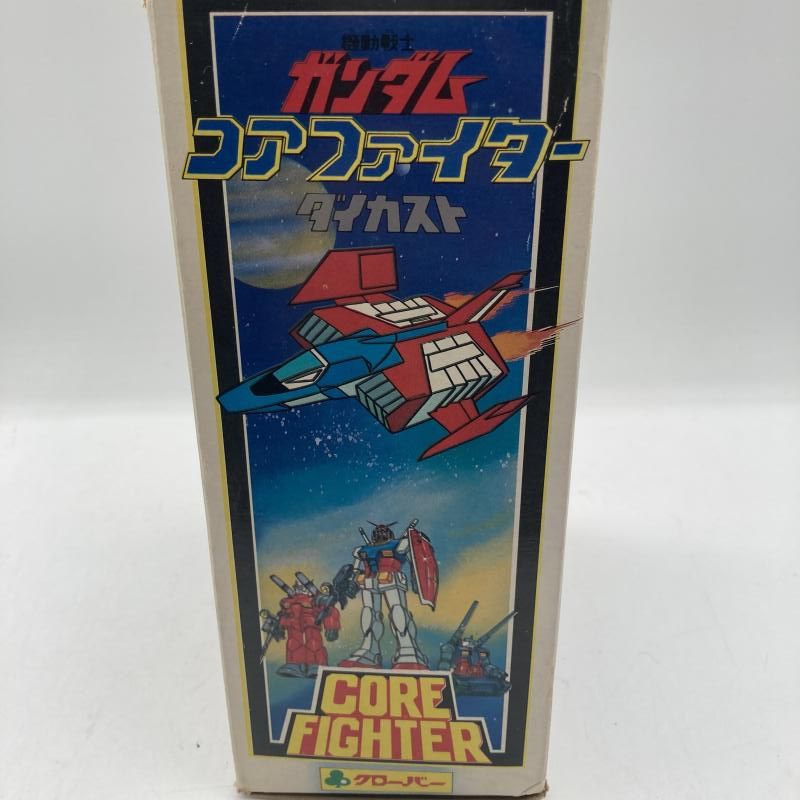 機動戦士
ガンダム
コアファイター
ダイカスト
CORE
FIGHTER
クローバー